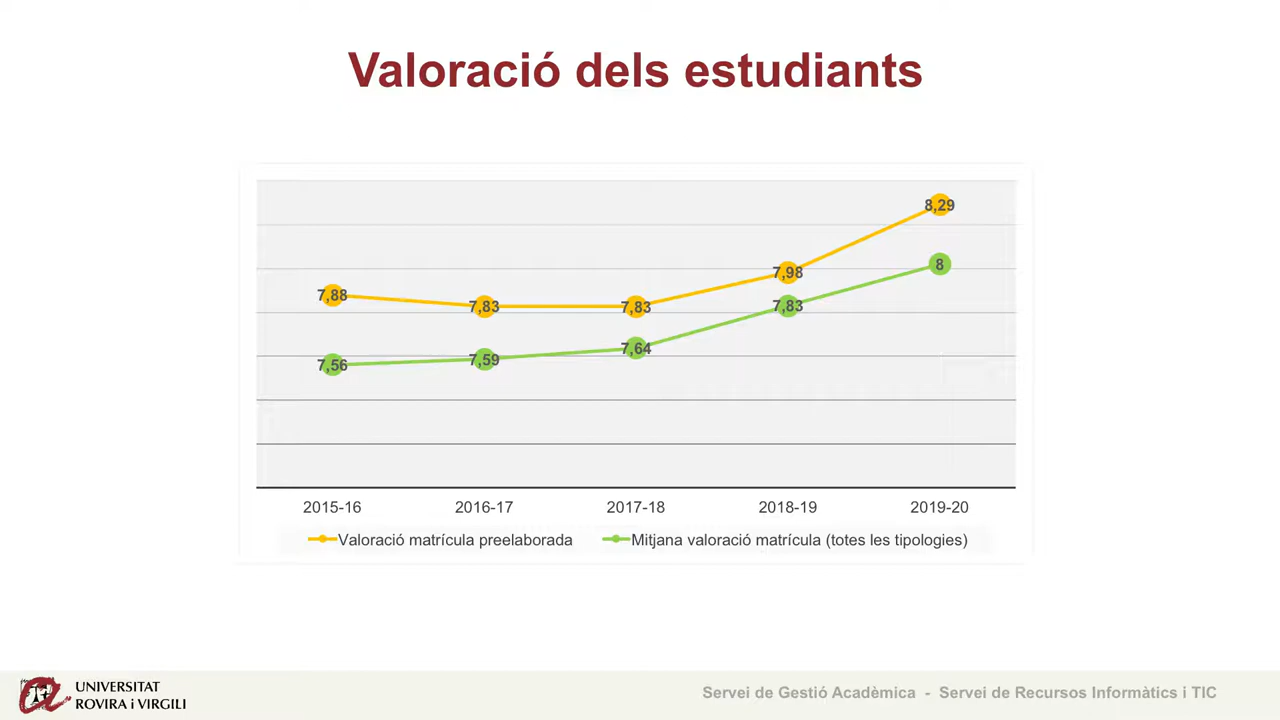 Valoració dels estudiants
8,29
8
7,98
7,88
7,83
7,83
7,83
7,64
7,59
7,56
2015-16 2016-17 2017-18 2018-19 2019-20
Valoració matrícula preelaborada Mitjana valoració matrícula (totes les tipologies)
UNIVERSITAT
ROVIRA i VIRGILI
Servei de Gestió Acadèmica - Servei de Recursos Informàtics i TIC